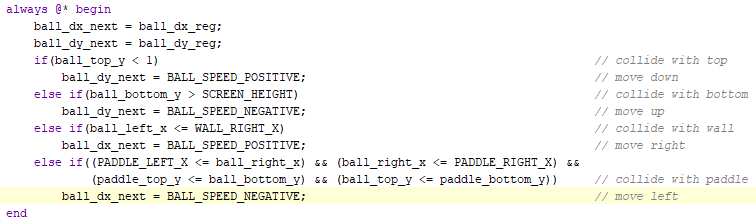 always @* begin
    ball_dx_next = ball_dx_reg;
    ball_dy_next = ball_dy_reg;
    if(ball_top_y < 1) // collide with top
        ball_dy_next = BALL_SPEED_POSITIVE; // move down
    else if(ball_bottom_y > SCREEN_HEIGHT) // collide with bottom
        ball_dy_next = BALL_SPEED_NEGATIVE; // move up
    else if(ball_left_x <= WALL_RIGHT_X) // collide with wall
        ball_dx_next = BALL_SPEED_POSITIVE; // move right
    else if((PADDLE_LEFT_X <= ball_right_x) && (ball_right_x <= PADDLE_RIGHT_X) &&
            (paddle_top_y <= ball_bottom_y) && (ball_top_y <= paddle_bottom_y)) // collide with paddle
        ball_dx_next = BALL_SPEED_NEGATIVE; // move left
end